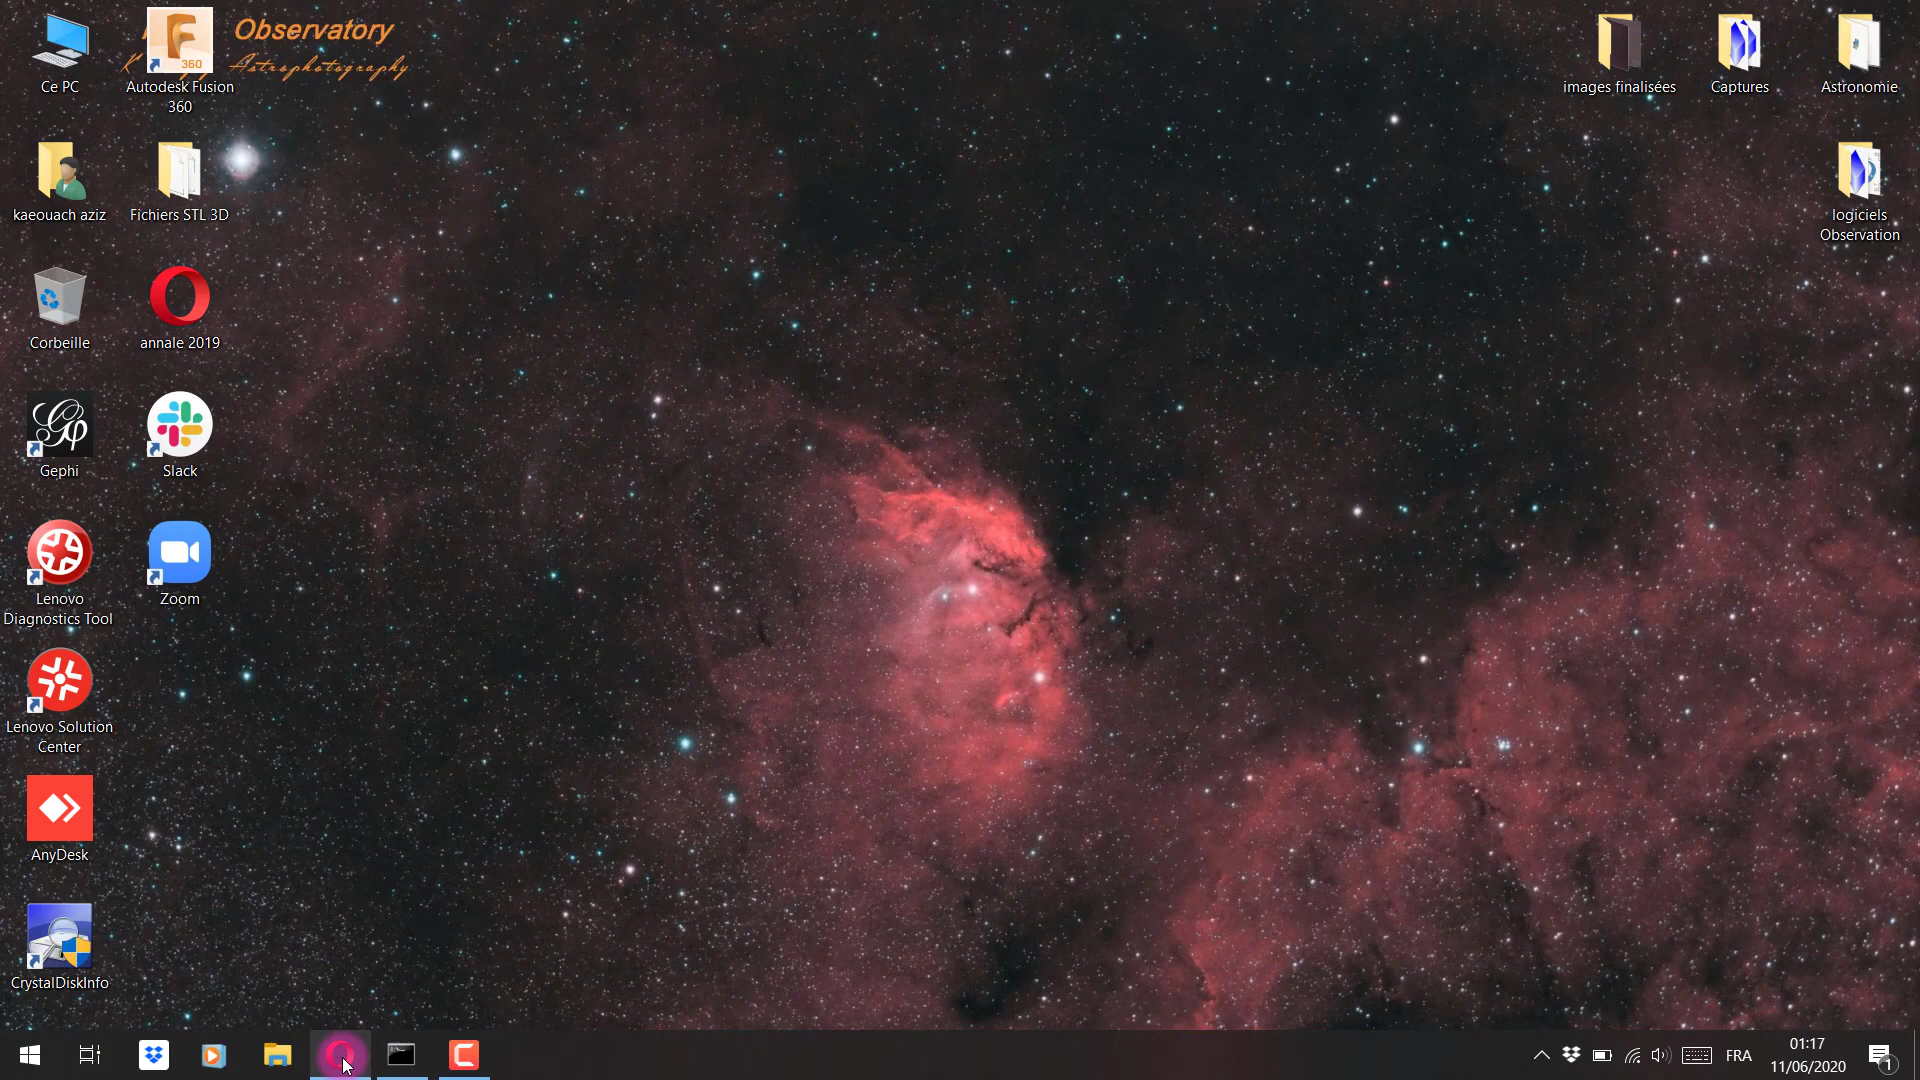 Observatory
Astrophotography
Ce PC
360
Autodesk Fusion
360
images finalisées
Captures
Astronomie
kaeouach aziz
Fichiers STL 3D
logiciels
Observation
Corbeille
annale 2019
Gephi
Slack
Lenovo
Diagnostics Tool
Zoom
Lenovo Solution
Center
AnyDesk
CrystalDiskInfo
FRA
01:17
11/06/2020
1